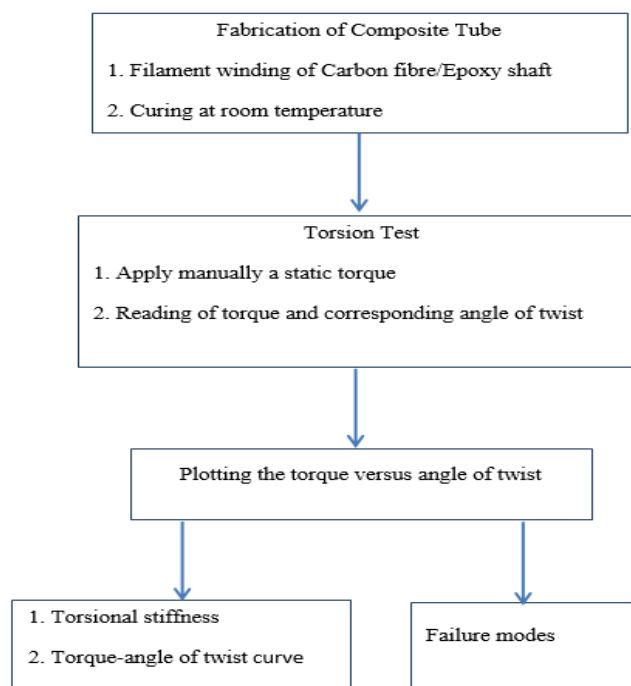 Fabrication of Composite Tube
1. Filament winding of Carbon fibre/Epoxy shaft
2. Curing at room temperature
Torsion Test
1. Apply manually a static torque
2. Reading of torque and corresponding angle of twist
Plotting the torque versus angle of twist
1. Torsional stiffness
2. Torque-angle of twist curve
Failure modes